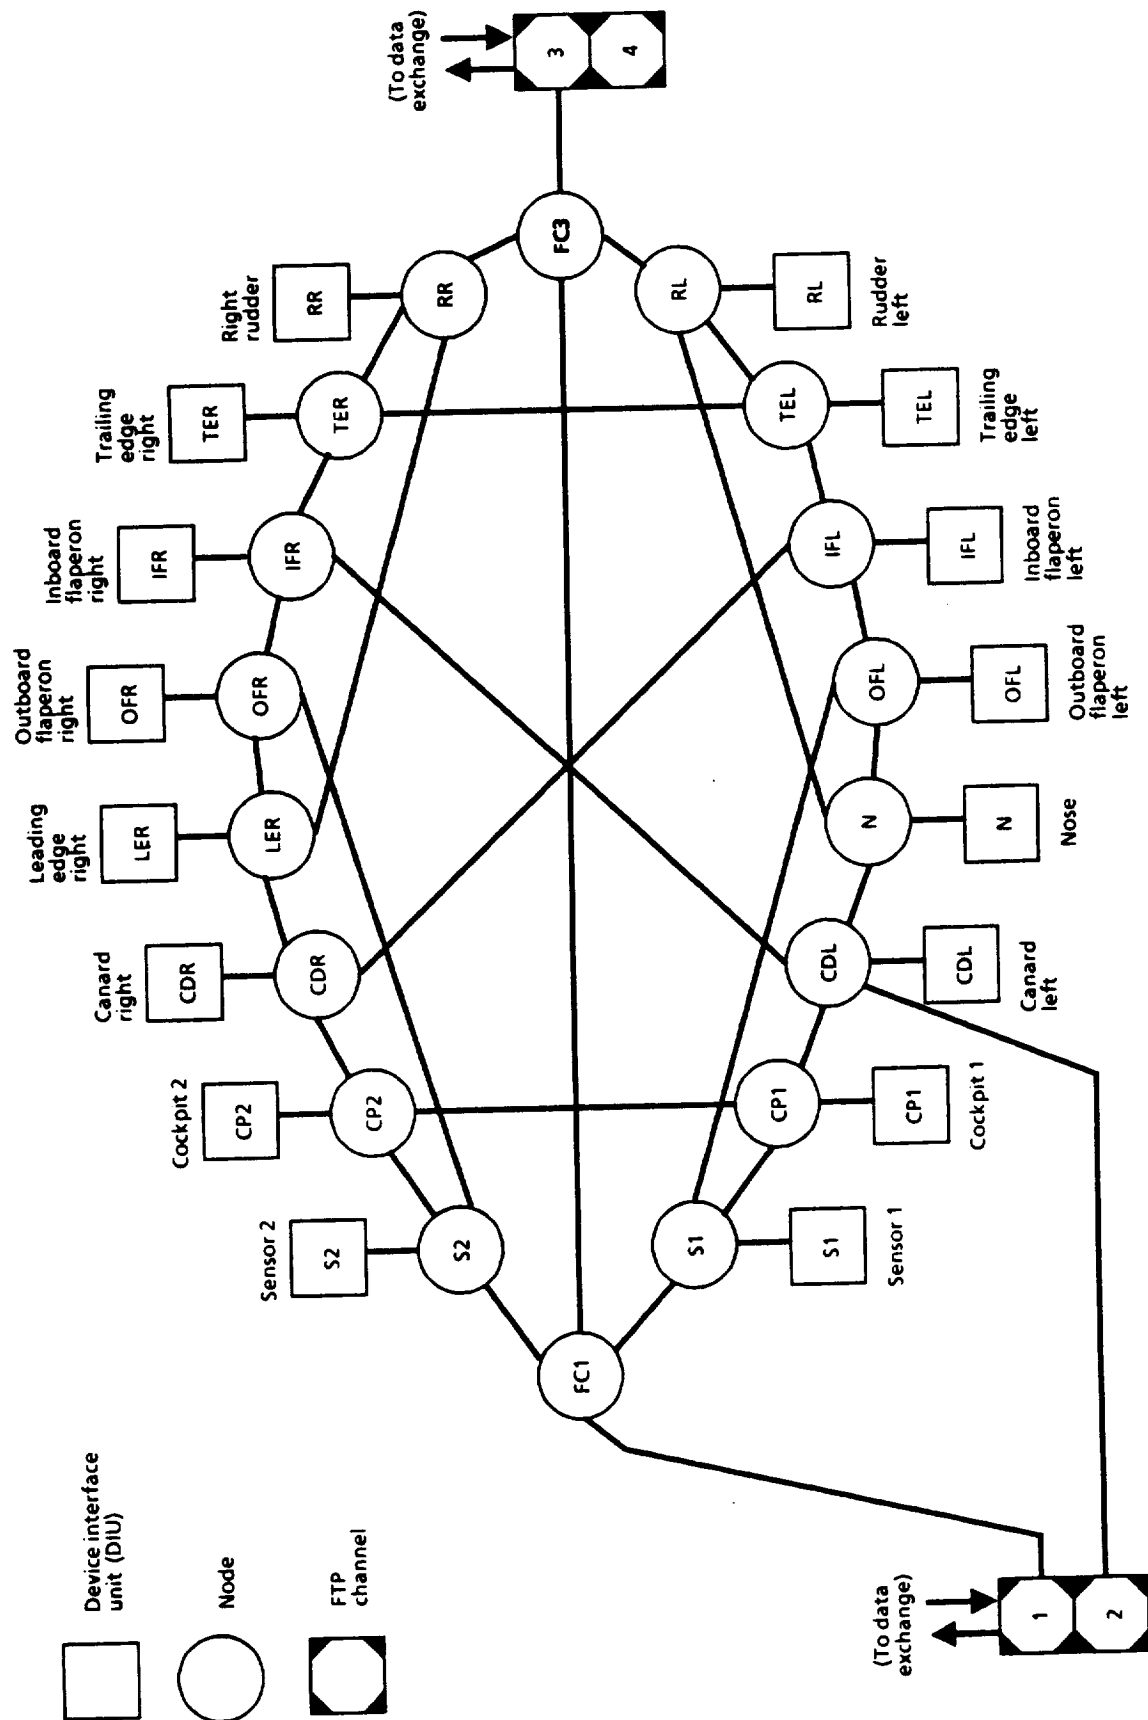 Device interface
unit (DIU)
Node
FTP
channel
(To data
exchange)
1
2
FC1
Sensor 2
S2
S2
Cockpit 2
CP2
CP2
Canard
right
CDR
CDR
Leading
edge
right
LER
LER
Outboard
flaperon
right
OFR
OFR
Inboard
flaperon
right
IFR
IFR
Trailing
edge
right
TER
TER
Right
rudder
RR
RR
S1
S1
Sensor 1
CP1
CP1
Cockpit 1
CDL
CDL
Canard
left
N
N
Nose
OFL
OFL
Outboard
flaperon
left
IFL
IFL
Inboard
flaperon
left
TEL
TEL
Trailing
edge
left
RL
RL
Rudder
left
FC3
(To data
exchange)
3
4